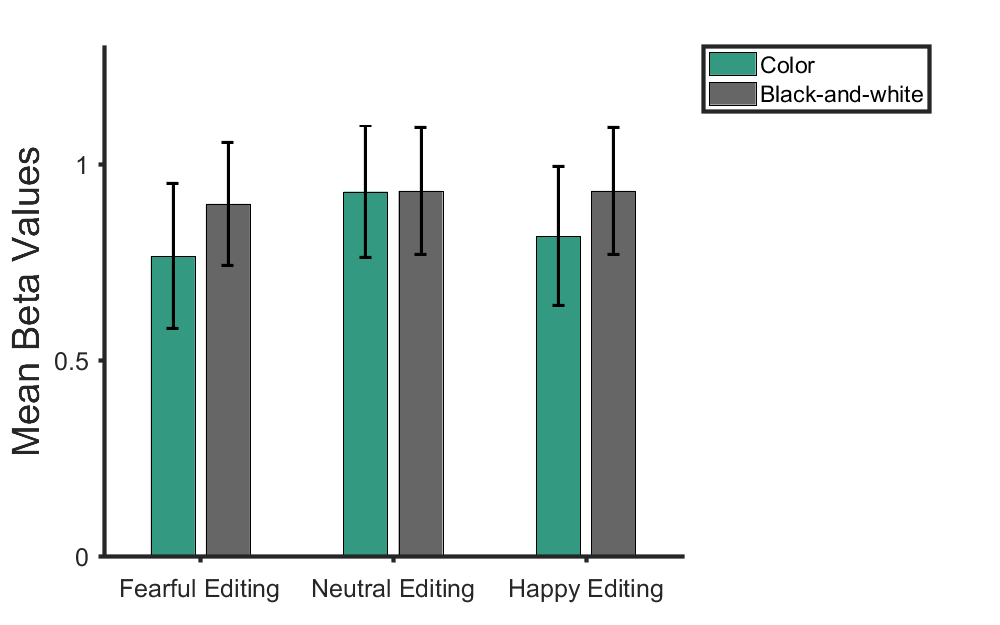 Color
Black-and-white
Mean Beta Values
1
0.5
0
Fearful Editing
Neutral Editing
Happy Editing